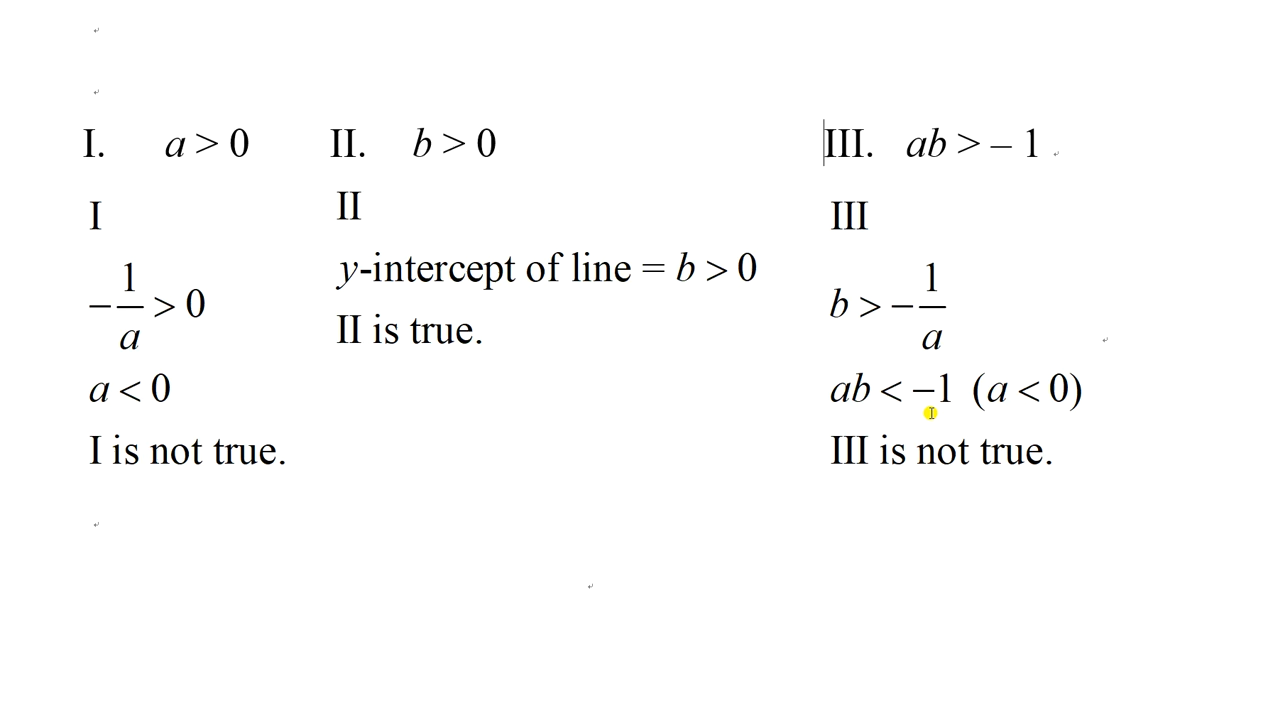 I. a > 0 II. b > 0 III. ab > – 1
I
−1/a > 0
a < 0
I is not true.
II
y-intercept of line = b > 0
II is true.
III
b > −1/a
ab < −1 (a < 0)
III is not true.